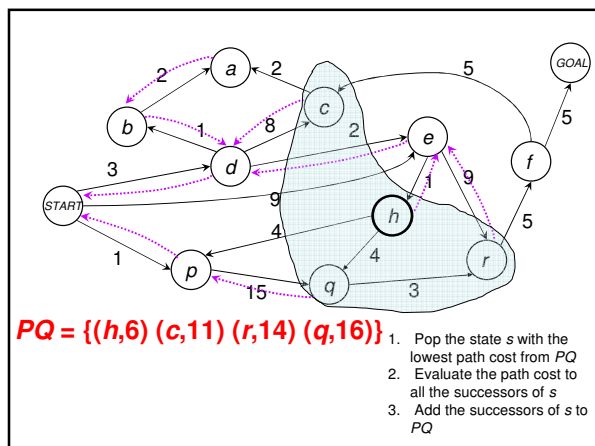 GOAL
a
5
2
2
c
5
b
8
1
2
e
d
f
3
9
9
START
1
h
5
4
1
4
r
p
15
q
3
PQ = {(h,6) (c,11) (r,14) (q,16)}
1. Pop the state s with the
lowest path cost from PQ
2. Evaluate the path cost to
all the successors of s
3. Add the successors of s to
PQ